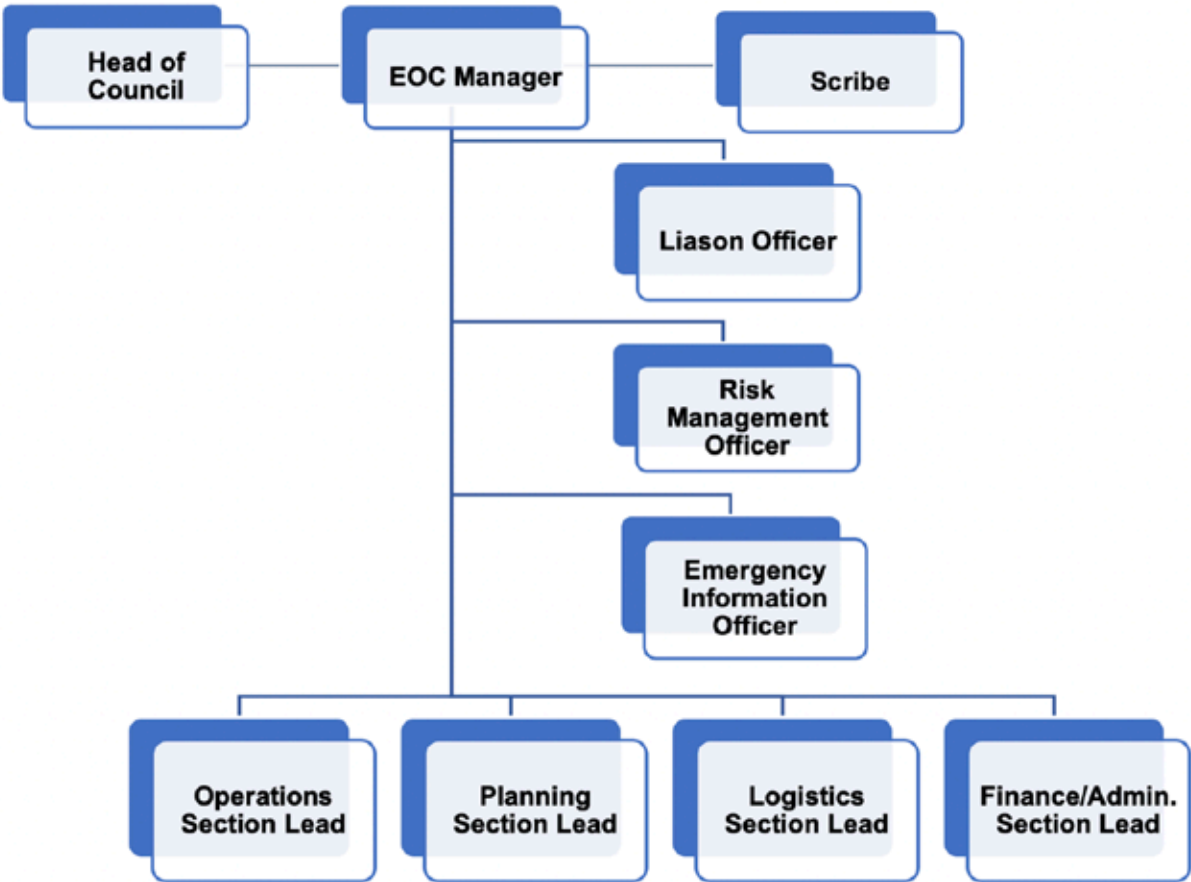 Head of
Council
EOC Manager
Scribe
Liason Officer
Risk
Management
Officer
Emergency
Information
Officer
Operations
Section Lead
Planning
Section Lead
Logistics
Section Lead
Finance/Admin.
Section Lead